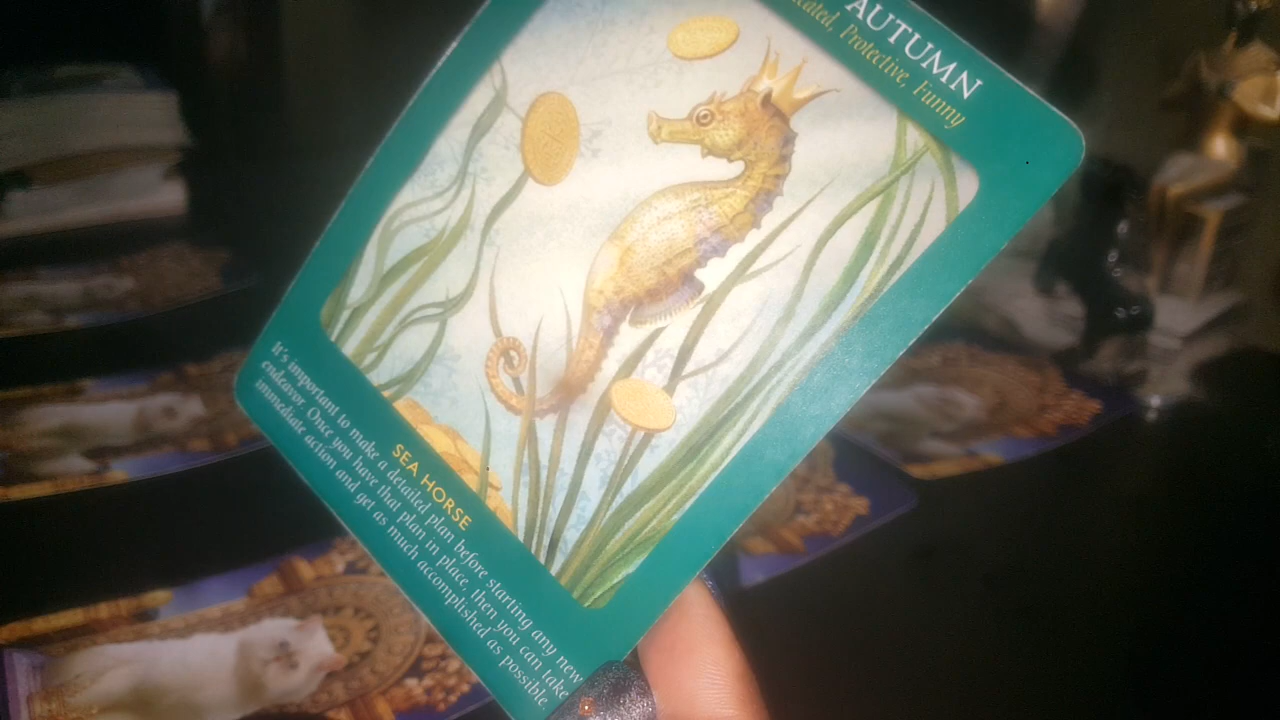 AUTUMN
Protective, Funny
SEA HORSE
It's important to make a detailed plan before starting any new
endeavor. Once you have that plan in place, then you can take
immediate action and get as much accomplished as possible.